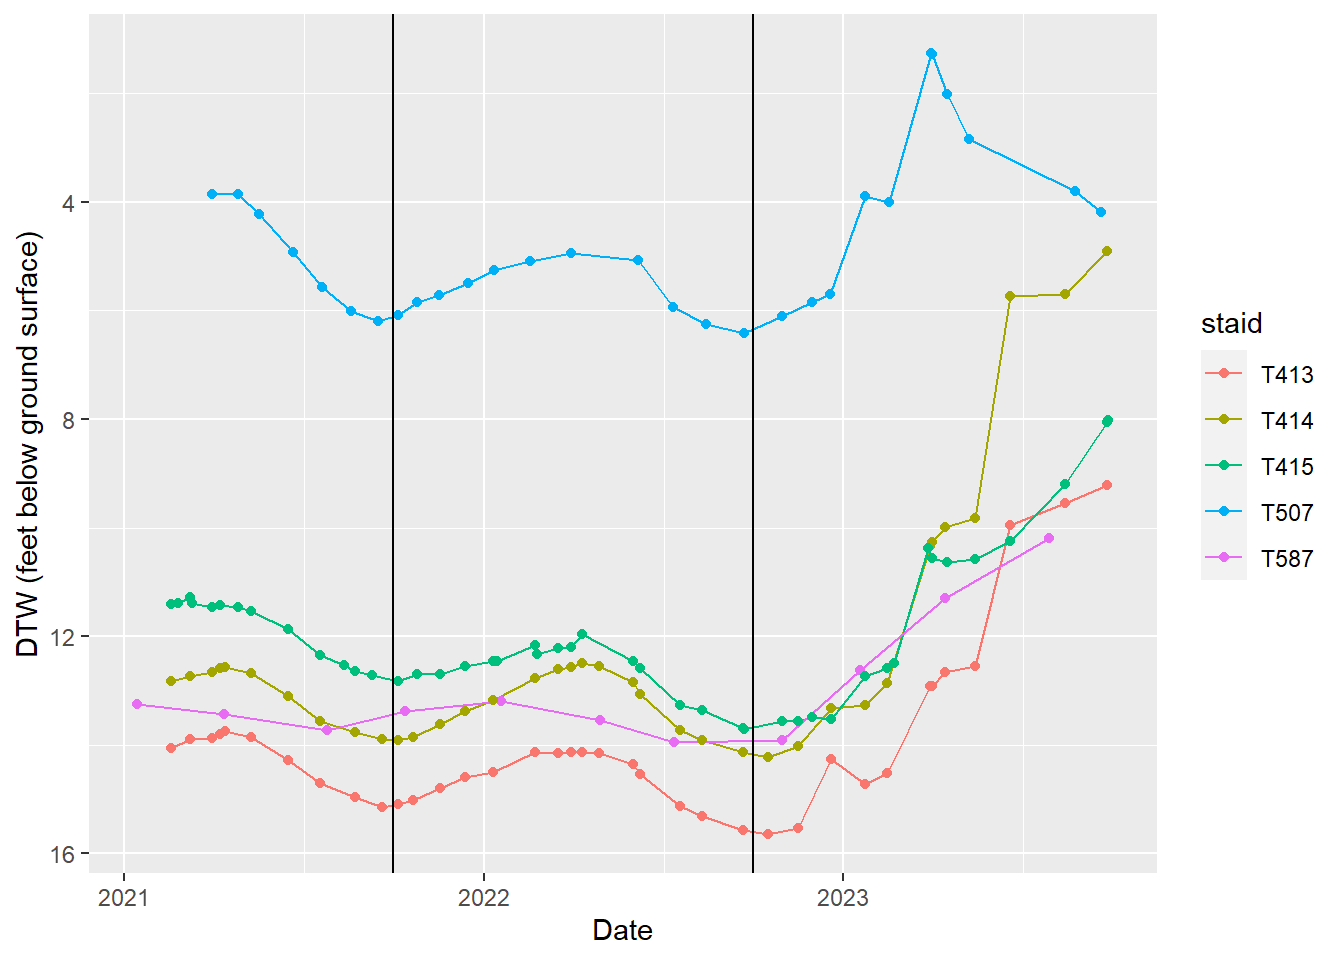 DTW (feet below ground surface)
4
8
12
16
2021
2022
2023
Date
staid
T413
T414
T415
T507
T587